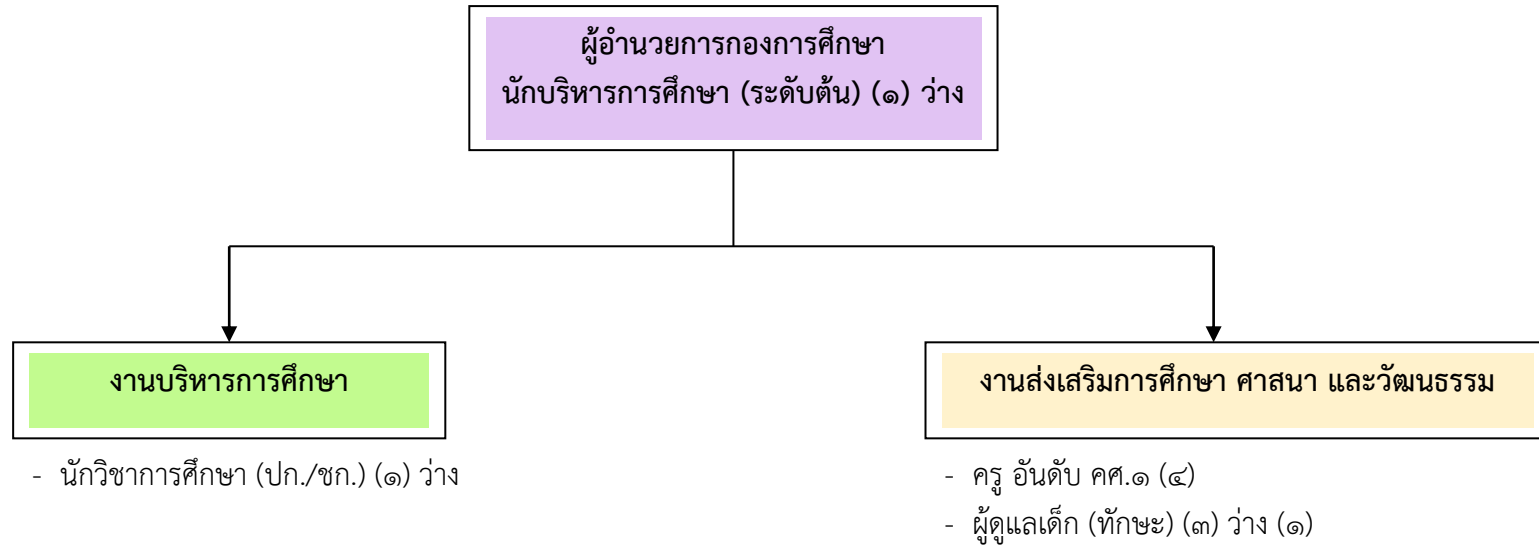 ผู้อำนวยการกองการศึกษา
นักบริหารการศึกษา (ระดับต้น) (๑) ว่าง
งานบริหารการศึกษา
- นักวิชาการศึกษา (ปก./ชก.) (๑) ว่าง
งานส่งเสริมการศึกษา ศาสนา และวัฒนธรรม
- ครู อันดับ คศ.๑ (๔)
- ผู้ดูแลเด็ก (ทักษะ) (๓) ว่าง (๑)